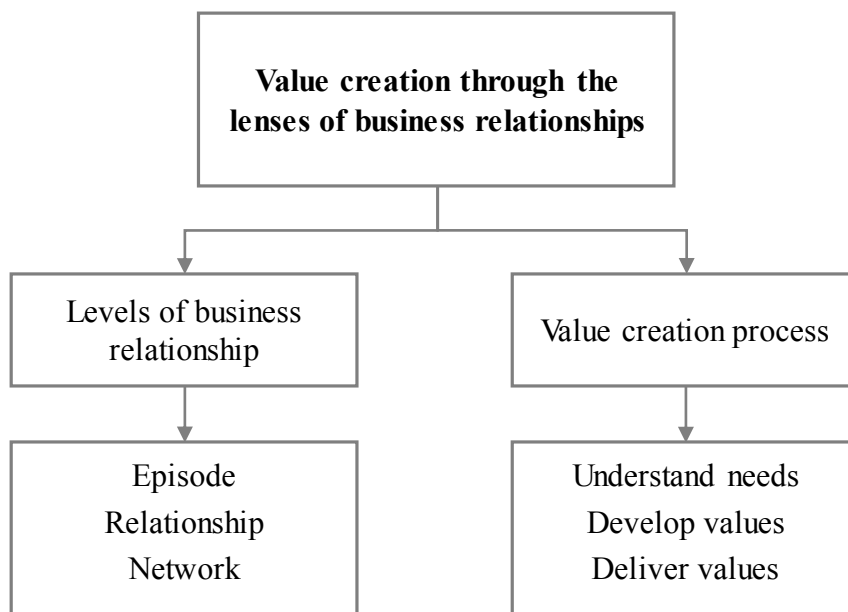 Value creation through the
lenses of business relationships
Levels of business
relationship
Value creation process
Episode
Relationship
Network
Understand needs
Develop values
Deliver values